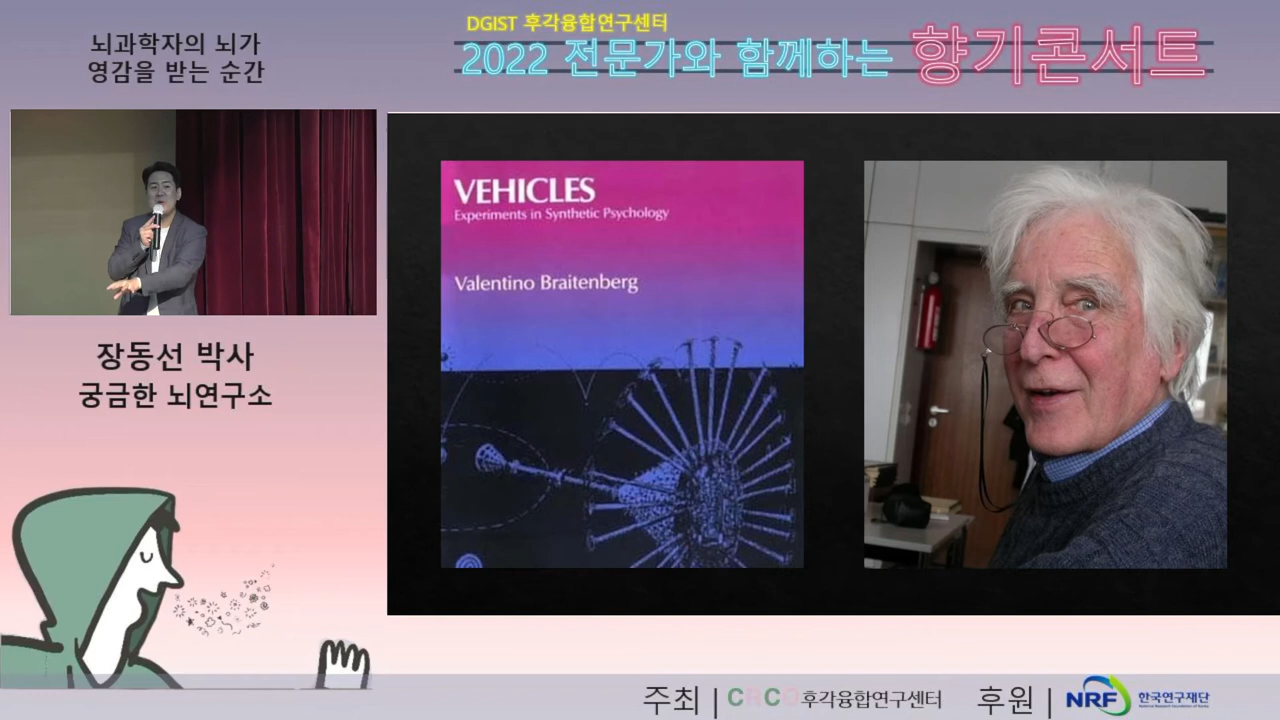 뇌과학자의 뇌가
영감을 받는 순간
DGIST 후각융합연구센터
2022 전문가와 함께하는 향기콘서트
장동선 박사
궁금한 뇌연구소
VEHICLES
Experiments in Synthetic Psychology
Valentino Braitenberg
주최 | CRCO 후각융합연구센터 후원 | NRF 한국연구재단